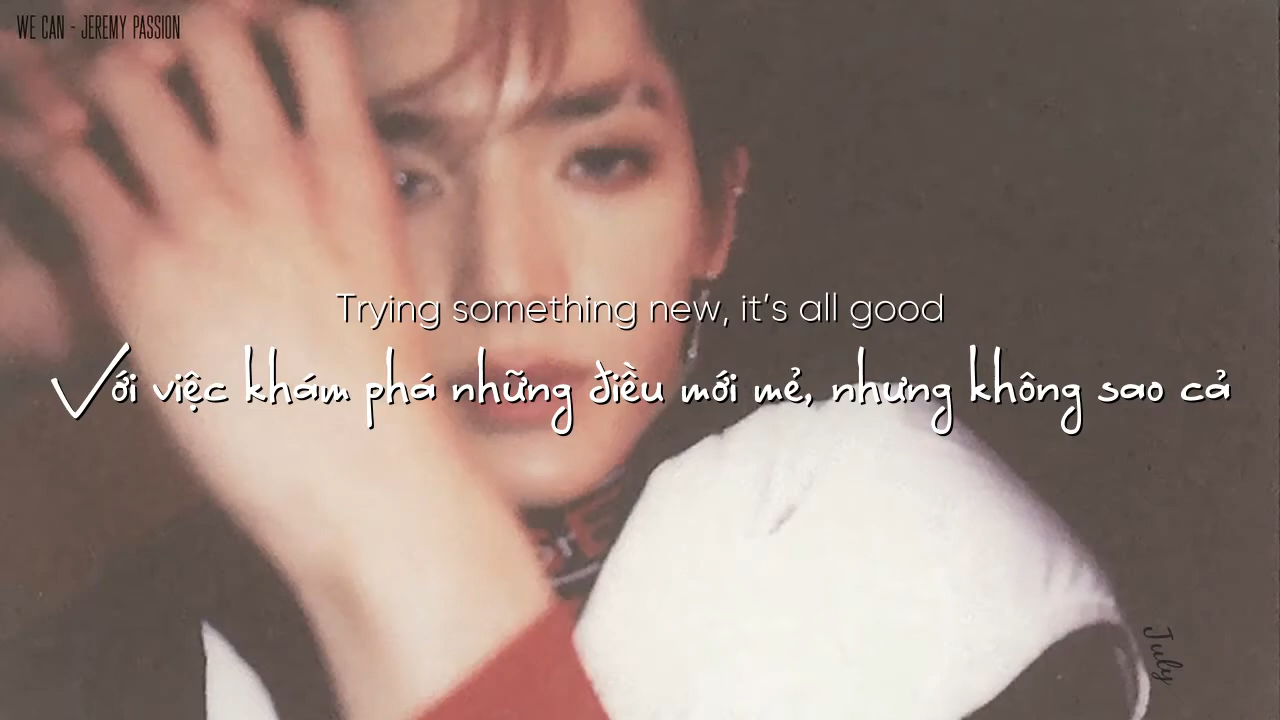 WE CAN - JEREMY PASSION
Trying something new, it's all good
Với việc khám phá những điều mới mẻ, nhưng không sao cả
July